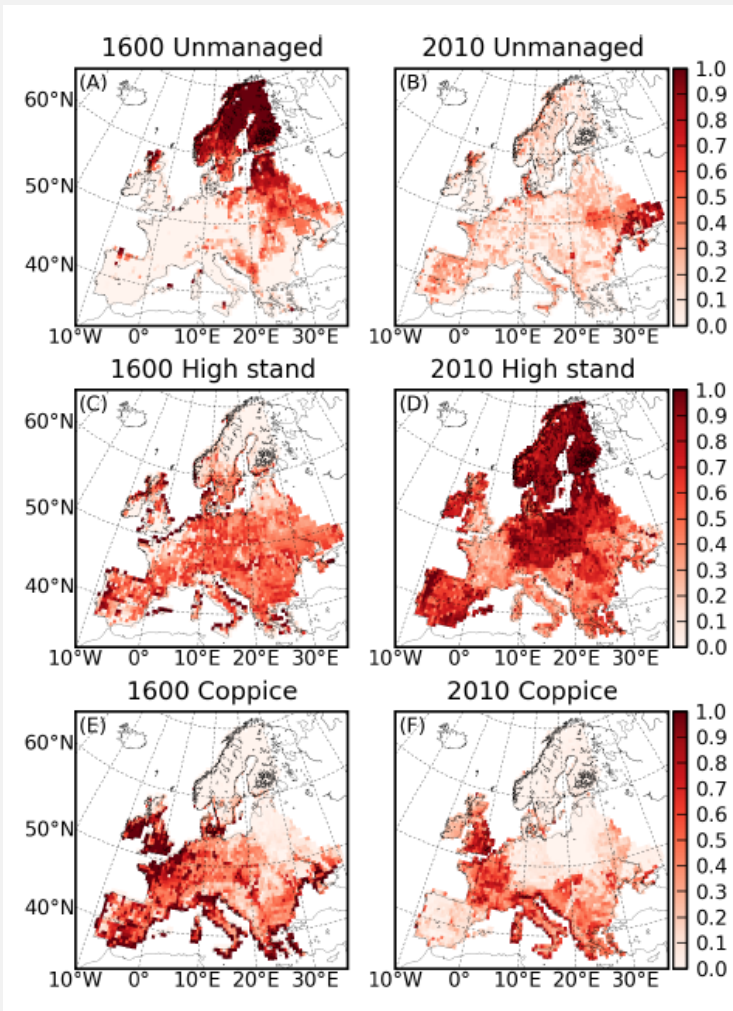 1600 Unmanaged 2010 Unmanaged
(A) (B)
60°N 50°N 40°N
1.0 0.9 0.8 0.7 0.6 0.5 0.4 0.3 0.2 0.1 0.0
10°W 0° 10°E 20°E 30°E 10°W 0° 10°E 20°E 30°E
1600 High stand 2010 High stand
(C) (D)
60°N 50°N 40°N
1.0 0.9 0.8 0.7 0.6 0.5 0.4 0.3 0.2 0.1 0.0
10°W 0° 10°E 20°E 30°E 10°W 0° 10°E 20°E 30°E
1600 Coppice 2010 Coppice
(E) (F)
60°N 50°N 40°N
1.0 0.9 0.8 0.7 0.6 0.5 0.4 0.3 0.2 0.1 0.0
10°W 0° 10°E 20°E 30°E 10°W 0° 10°E 20°E 30°E